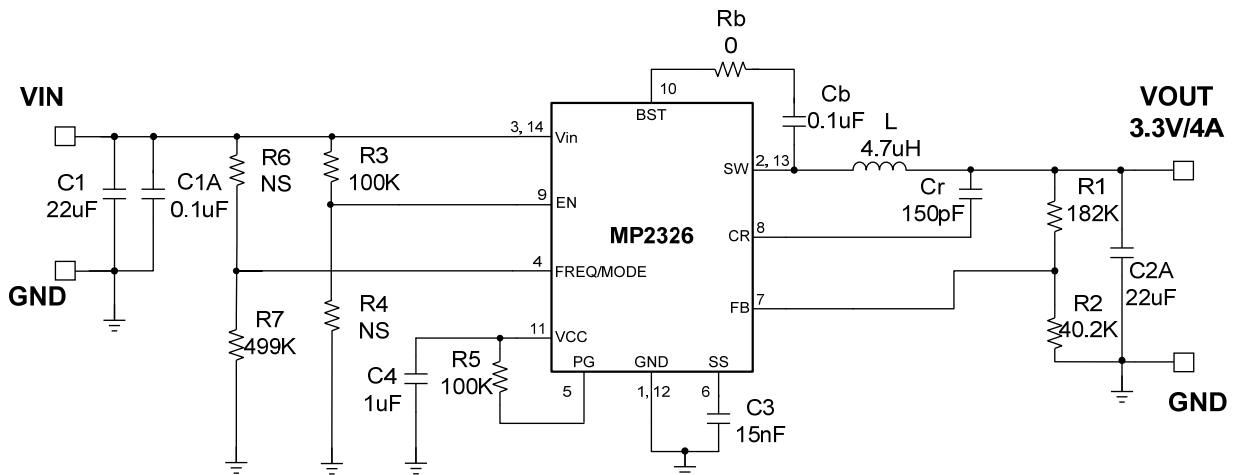 Rb
0
10
VIN
BST
Cb
0.1uF
VOUT
3.3V/4A
3, 14
Vin
L
4.7uH
R6
NS
R3
100K
SW
2, 13
C1
22uF
C1A
0.1uF
Cr
150pF
R1
182K
9
EN
MP2326
CR
8
4
FREQ/MODE
GND
C2A
22uF
R4
NS
FB
7
R2
40.2K
R7
499K
11
VCC
R5
100K
PG
GND
SS
C4
1uF
5
1, 12
6
C3
15nF
GND